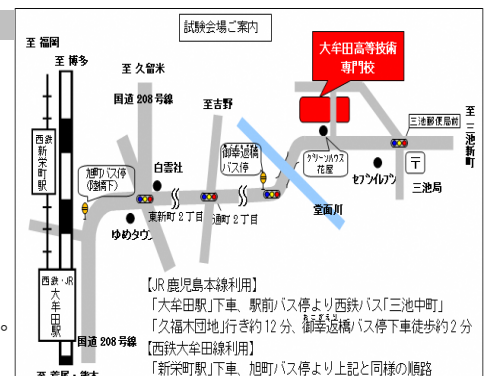 試験会場ご案内
至 福岡
至 博多
至 久留米
国道 208号線
至吉野
大牟田高等技術
専門校
至 三池新町
三池郵便局前
西鉄
新栄町駅
旭町バス停
(陸橋下)
白雲社
御幸返橋
バス停
グリーンハウス
花屋
セブンイレブン
〒
三池局
東新町2丁目
通町2丁目
堂面川
ゆめタウン
西鉄・JR
大牟田駅
国道 208号線
【JR鹿児島本線利用】
「大牟田駅」下車、駅前バス停より西鉄バス「三池中町」
「久福木団地」行き約12分、御幸返橋バス停下車徒歩約2分
【西鉄大牟田線利用】
「新栄町駅」下車、旭町バス停より上記と同様の順路
。